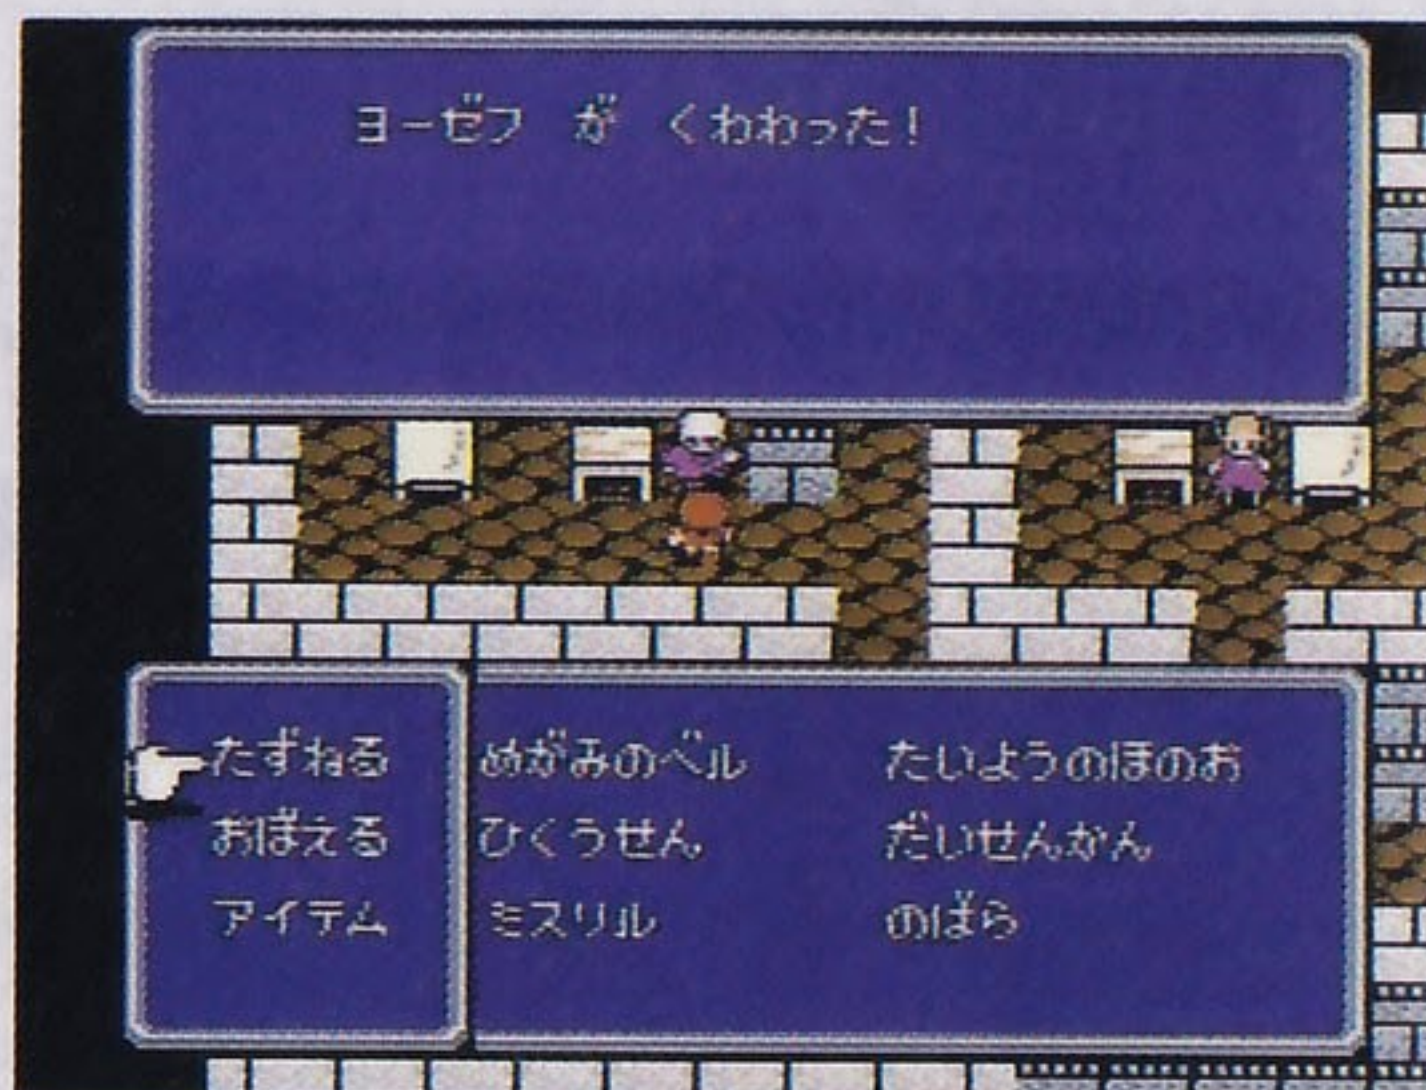 ヨーゼフ が くわわった!
たずねる めがみのベル たいようのほのお
おぼえる ひくうせん だいせんかん
アイテム ミスリル のばら